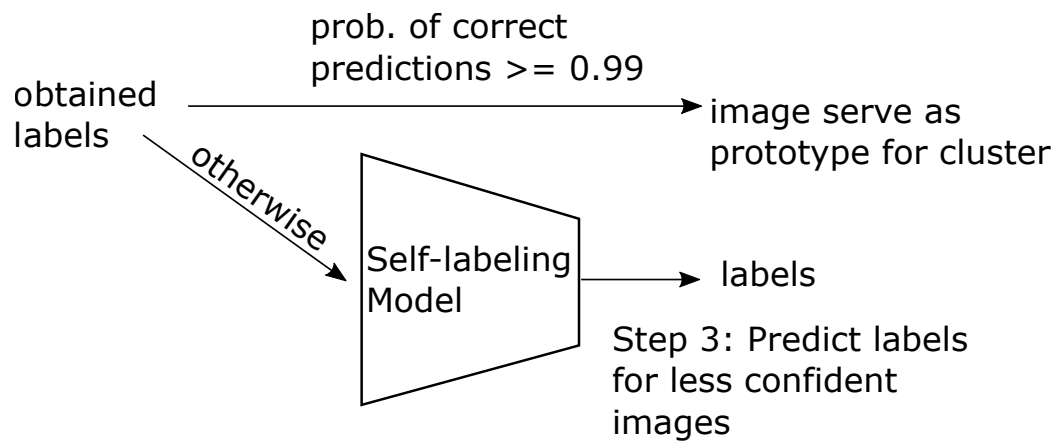 prob. of correct
predictions >= 0.99
obtained
labels
image serve as
prototype for cluster
otherwise
Self-labeling
Model
labels
Step 3: Predict labels
for less confident
images